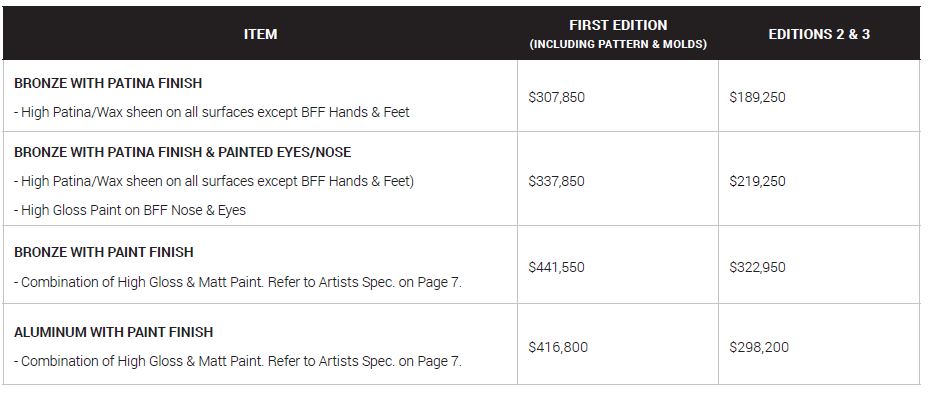 ITEM
FIRST EDITION
(INCLUDING PATTERN & MOLDS)
EDITIONS 2 & 3
BRONZE WITH PATINA FINISH
- High Patina/Wax sheen on all surfaces except BFF Hands & Feet
$307,850
$189,250
BRONZE WITH PATINA FINISH & PAINTED EYES/NOSE
- High Patina/Wax sheen on all surfaces except BFF Hands & Feet)
- High Gloss Paint on BFF Nose & Eyes
$337,850
$219,250
BRONZE WITH PAINT FINISH
- Combination of High Gloss & Matt Paint. Refer to Artists Spec. on Page 7.
$441,550
$322,950
ALUMINUM WITH PAINT FINISH
- Combination of High Gloss & Matt Paint. Refer to Artists Spec. on Page 7.
$416,800
$298,200